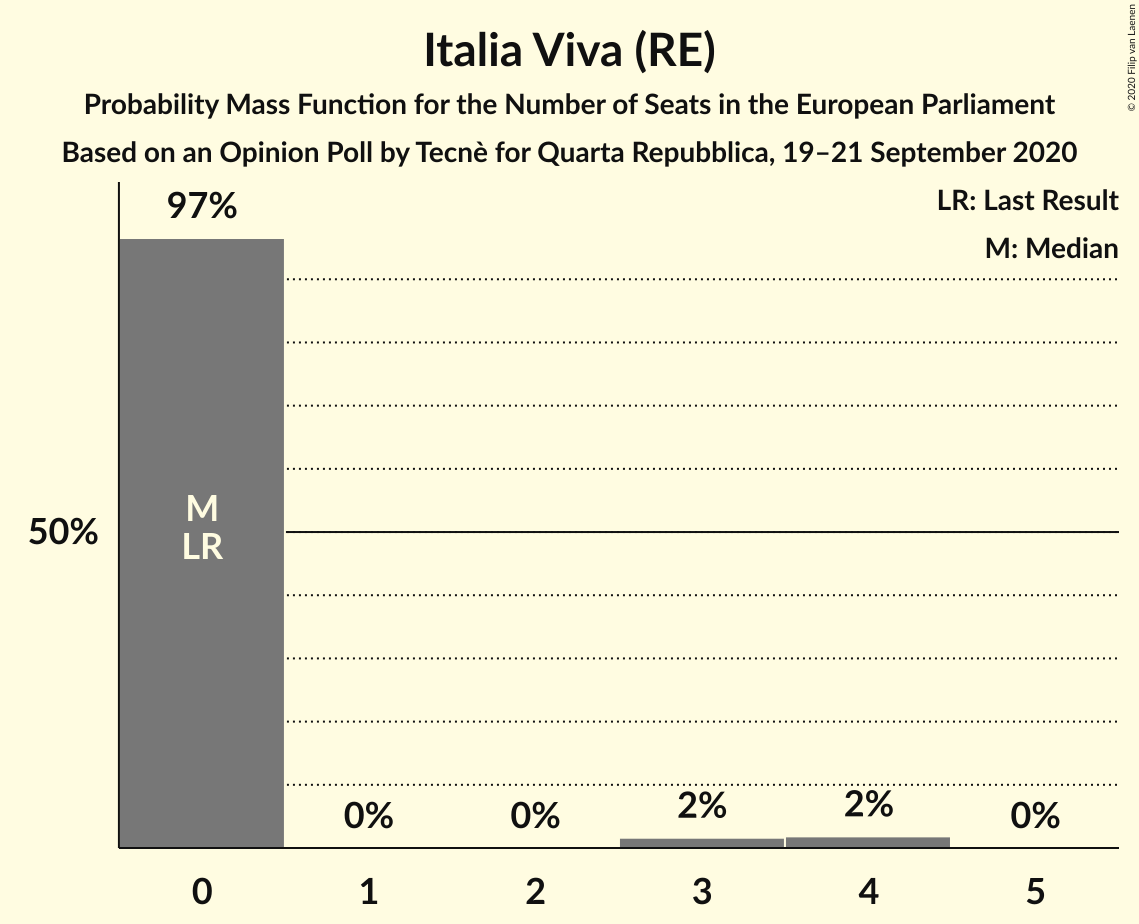 Italia Viva (RE)
Probability Mass Function for the Number of Seats in the European Parliament
Based on an Opinion Poll by Tecnè for Quarta Repubblica, 19–21 September 2020
© 2020 Filip van Laenen
LR: Last Result
M: Median
97%
M
LR
50%
0%
0%
2%
2%
0%
0
1
2
3
4
5